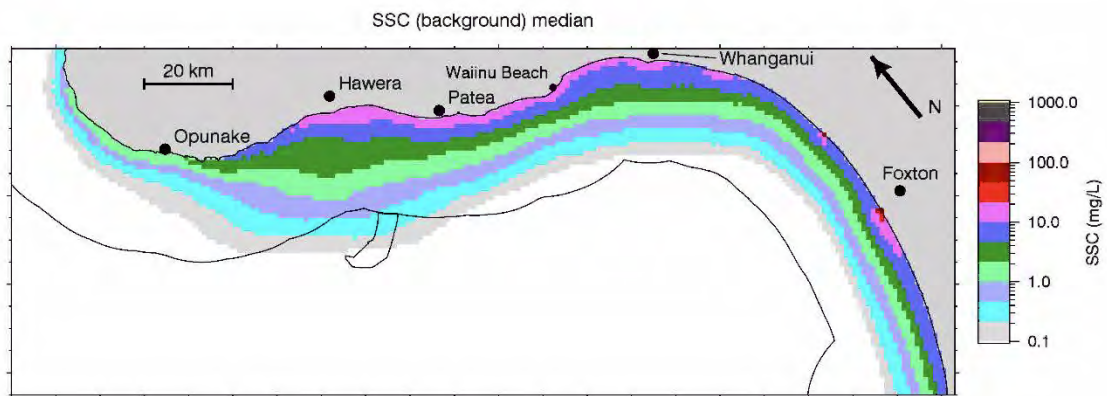 SSC (background) median
20 km
Hawera
Waiinu Beach
Patea
Whanganui
Opunake
N
Foxton
1000.0
100.0
10.0
1.0
0.1
SSC (mg/L)